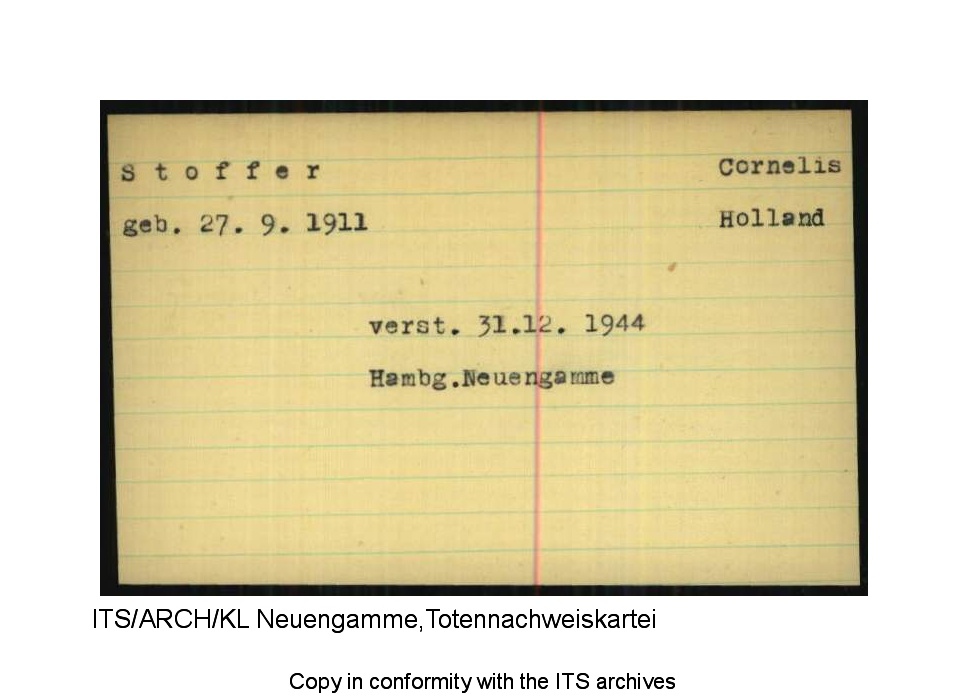 S t o f f e r Cornelis
geb. 27. 9. 1911 Holland
verst. 31.12. 1944
Hambg.Neuengamme
ITS/ARCH/KL Neuengamme,Totennachweiskartei
Copy in conformity with the ITS archives